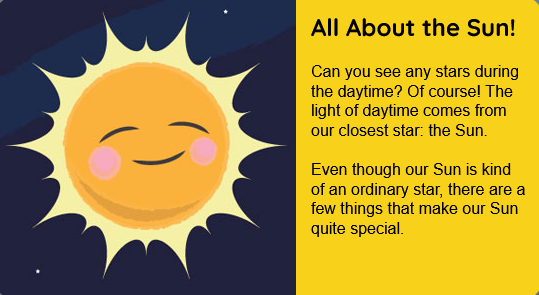 All About the Sun!
Can you see any stars during
the daytime? Of course! The
light of daytime comes from
our closest star: the Sun.
Even though our Sun is kind
of an ordinary star, there are a
few things that make our Sun
quite special.